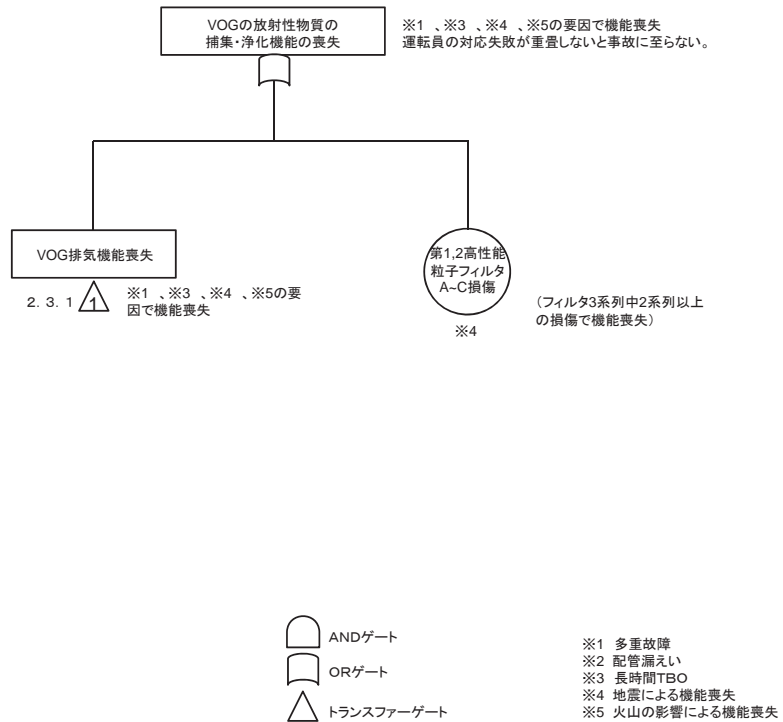 VOGの放射性物質の
捕集・浄化機能の喪失
※1 、※3 、※4 、※5の要因で機能喪失
運転員の対応失敗が重畳しないと事故に至らない。
VOG排気機能喪失
2. 3. 1
1
※1 、※3 、※4 、※5の要
因で機能喪失
第1,2高性能
粒子フィルタ
A~C損傷
※4
（フィルタ3系列中2系列以上
の損傷で機能喪失）
ANDゲート
ORゲート
トランスファーゲート
※1 多重故障
※2 配管漏えい
※3 長時間TBO
※4 地震による機能喪失
※5 火山の影響による機能喪失